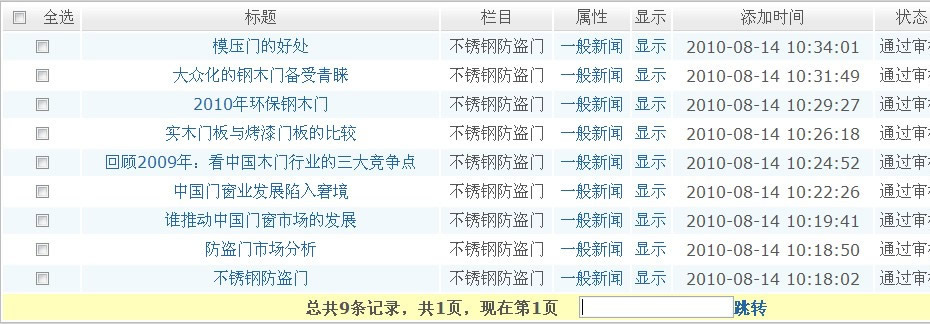 全选 标题 栏目 属性 显示 添加时间 状态
模压门的好处 不锈钢防盗门 一般新闻 显示 2010-08-14 10:34:01 通过审
大众化的钢木门备受青睐 不锈钢防盗门 一般新闻 显示 2010-08-14 10:31:49 通过审
2010年环保钢木门 不锈钢防盗门 一般新闻 显示 2010-08-14 10:29:27 通过审
实木门板与烤漆门板的比较 不锈钢防盗门 一般新闻 显示 2010-08-14 10:26:18 通过审
回顾2009年：看中国木门行业的三大竞争点 不锈钢防盗门 一般新闻 显示 2010-08-14 10:24:52 通过审
中国门窗业发展陷入窘境 不锈钢防盗门 一般新闻 显示 2010-08-14 10:22:26 通过审
谁推动中国门窗市场的发展 不锈钢防盗门 一般新闻 显示 2010-08-14 10:19:41 通过审
防盗门市场分析 不锈钢防盗门 一般新闻 显示 2010-08-14 10:18:50 通过审
不锈钢防盗门 不锈钢防盗门 一般新闻 显示 2010-08-14 10:18:02 通过审
总共9条记录，共1页，现在第1页 跳转